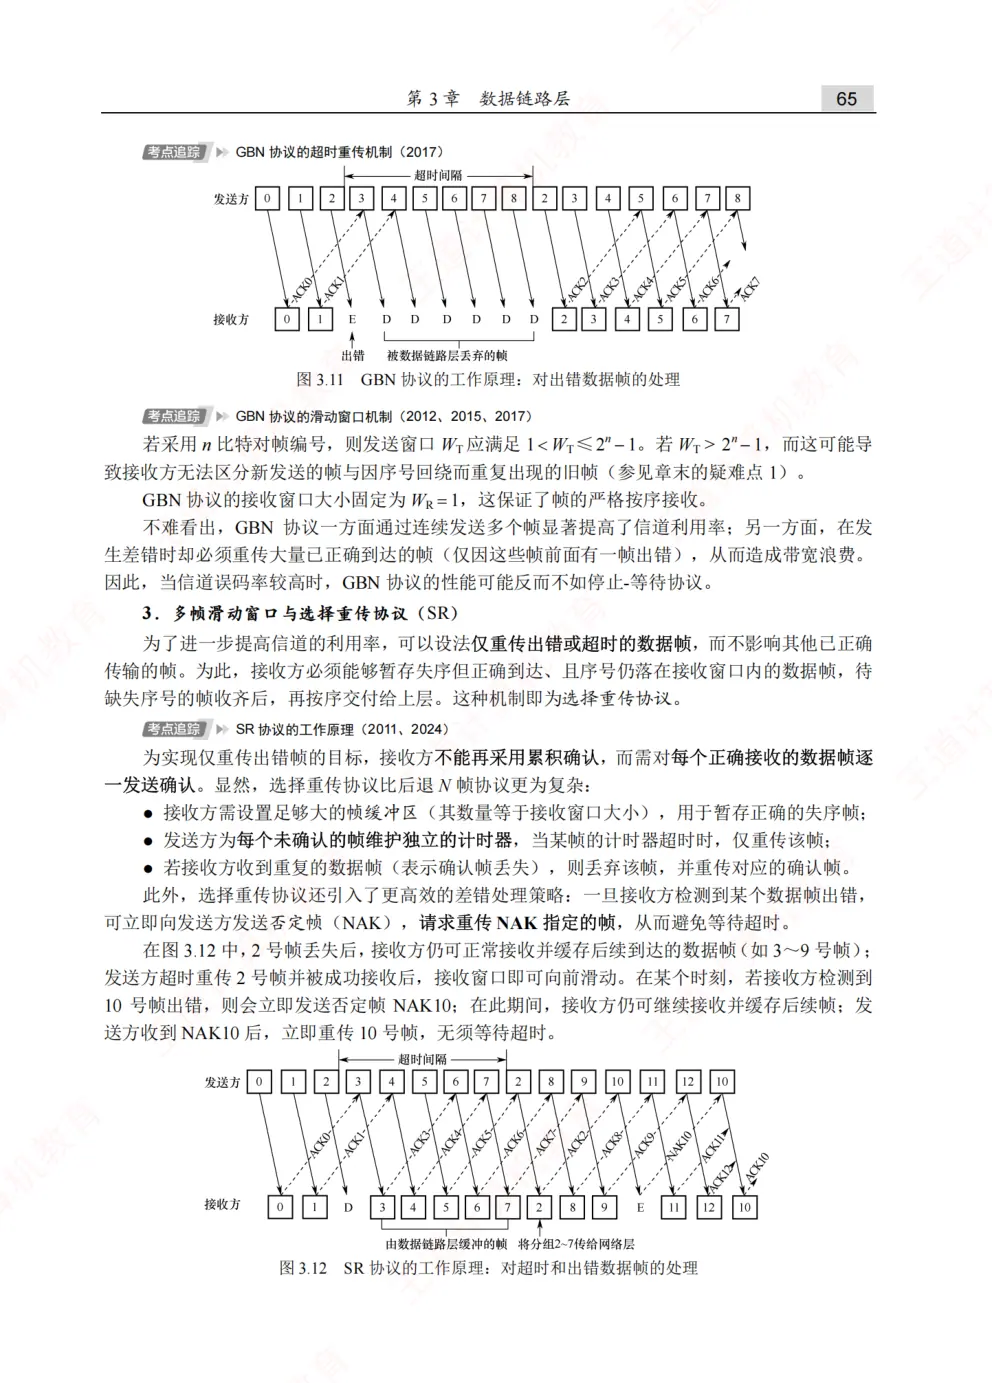 第 3 章 数据链路层 65
考点追踪 GBN 协议的超时重传机制（2017）
超时间隔
发送方 0 1 2 3 4 5 6 7 8 2 3 4 5 6 7 8
ACK0 ACK1 ACK2 ACK3 ACK4 ACK5 ACK6 ACK7
接收方 0 1 E D D D D D D 2 3 4 5 6 7
出错 被数据链路层丢弃的帧
图 3.11 GBN 协议的工作原理：对出错数据帧的处理
考点追踪 GBN 协议的滑动窗口机制（2012、2015、2017）
若采用 n 比特对帧编号，则发送窗口 WT 应满足 1 < WT ≤ 2ⁿ − 1。若 WT > 2ⁿ − 1，而这可能导
致接收方无法区分新发送的帧与因序号回绕而重复出现的旧帧（参见章末的疑难点 1）。
GBN 协议的接收窗口大小固定为 WR = 1，这保证了帧的严格按序接收。
不难看出，GBN 协议一方面通过连续发送多个帧显著提高了信道利用率；另一方面，在发
生差错时却必须重传大量已正确到达的帧（仅因这些帧前面有一帧出错），从而造成带宽浪费。
因此，当信道误码率较高时，GBN 协议的性能可能反而不如停止-等待协议。
3．多帧滑动窗口与选择重传协议（SR）
为了进一步提高信道的利用率，可以设法仅重传出错或超时的数据帧，而不影响其他已正确
传输的帧。为此，接收方必须能够暂存失序但正确到达、且序号仍落在接收窗口内的数据帧，待
缺失序号的帧收齐后，再按序交付给上层。这种机制即为选择重传协议。
考点追踪 SR 协议的工作原理（2011、2024）
为实现仅重传出错帧的目标，接收方不能再采用累积确认，而需对每个正确接收的数据帧逐
一发送确认。显然，选择重传协议比后退 N 帧协议更为复杂：
● 接收方需设置足够大的帧缓冲区（其数量等于接收窗口大小），用于暂存正确的失序帧；
● 发送方为每个未确认的帧维护独立的计时器，当某帧的计时器超时时，仅重传该帧；
● 若接收方收到重复的数据帧（表示确认帧丢失），则丢弃该帧，并重传对应的确认帧。
此外，选择重传协议还引入了更高效的差错处理策略：一旦接收方检测到某个数据帧出错，
可立即向发送方发送否定帧（NAK），请求重传 NAK 指定的帧，从而避免等待超时。
在图 3.12 中，2 号帧丢失后，接收方仍可正常接收并缓存后续到达的数据帧（如 3～9 号帧）；
发送方超时重传 2 号帧并被成功接收后，接收窗口即可向前滑动。在某个时刻，若接收方检测到
10 号帧出错，则会立即发送否定帧 NAK10；在此期间，接收方仍可继续接收并缓存后续帧；发
送方收到 NAK10 后，立即重传 10 号帧，无须等待超时。
超时间隔
发送方 0 1 2 3 4 5 6 7 2 8 9 10 11 12 10
ACK0 ACK1 ACK3 ACK4 ACK5 ACK6 ACK7 ACK2 ACK8 ACK9 NAK10 ACK11 ACK12 ACK10
接收方 0 1 D 3 4 5 6 7 2 8 9 E 11 12 10
由数据链路层缓冲的帧 将分组2~7传给网络层
图 3.12 SR 协议的工作原理：对超时和出错数据帧的处理